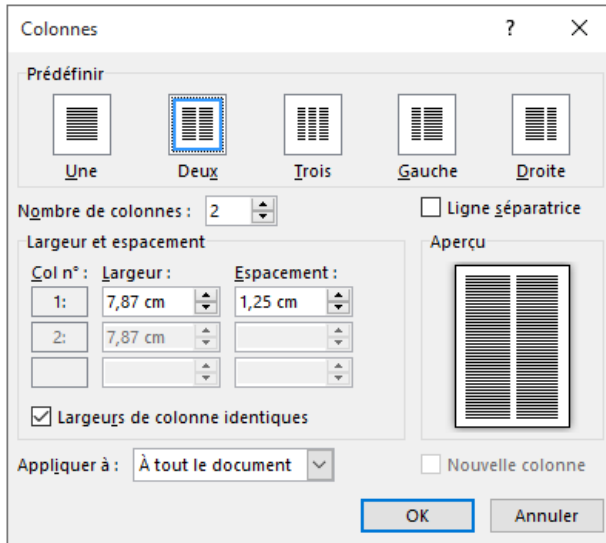 Colonnes ?
Prédéfinir
Une Deux Trois Gauche Droite
Nombre de colonnes : 2 Ligne séparatrice
Largeur et espacement Aperçu
Col n° : Largeur : Espacement :
1: 7,87 cm 1,25 cm
2: 7,87 cm
Largeurs de colonne identiques
Appliquer à : À tout le document Nouvelle colonne
OK Annuler